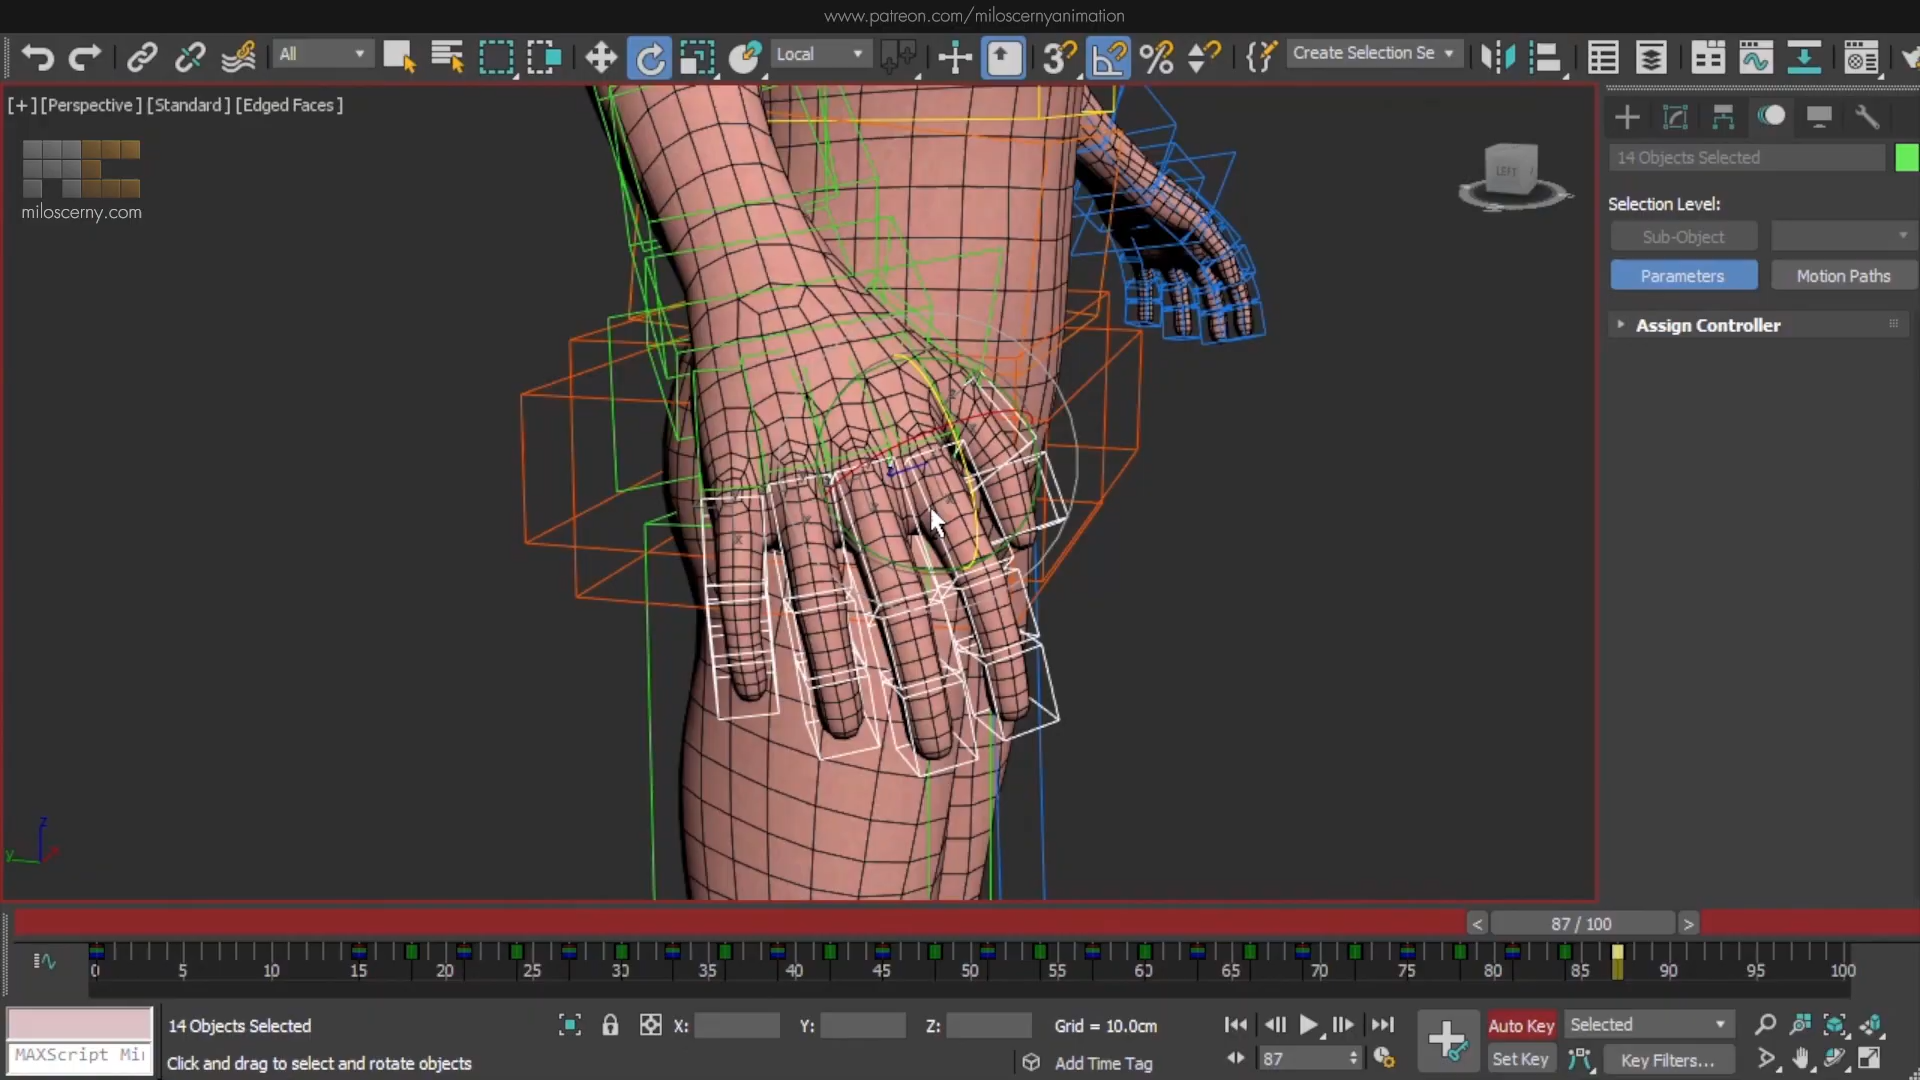 www.patreon.com/miloscernyanimation
All
Local
3
Create Selection Se
[+] [Perspective] [Standard] [Edged Faces]
miloscerny.com
LEFT
14 Objects Selected
Selection Level:
Sub-Object
Parameters
Motion Paths
Assign Controller
x
x
x
x
z
y
< 87 / 100 >
0 5 10 15 20 25 30 35 40 45 50 55 60 65 70 75 80 85 90 95 100
14 Objects Selected
X:
Y:
Z:
Grid = 10.0cm
Auto Key
Selected
MAXScript Mi
Click and drag to select and rotate objects
Add Time Tag
87
Set Key
Key Filters...